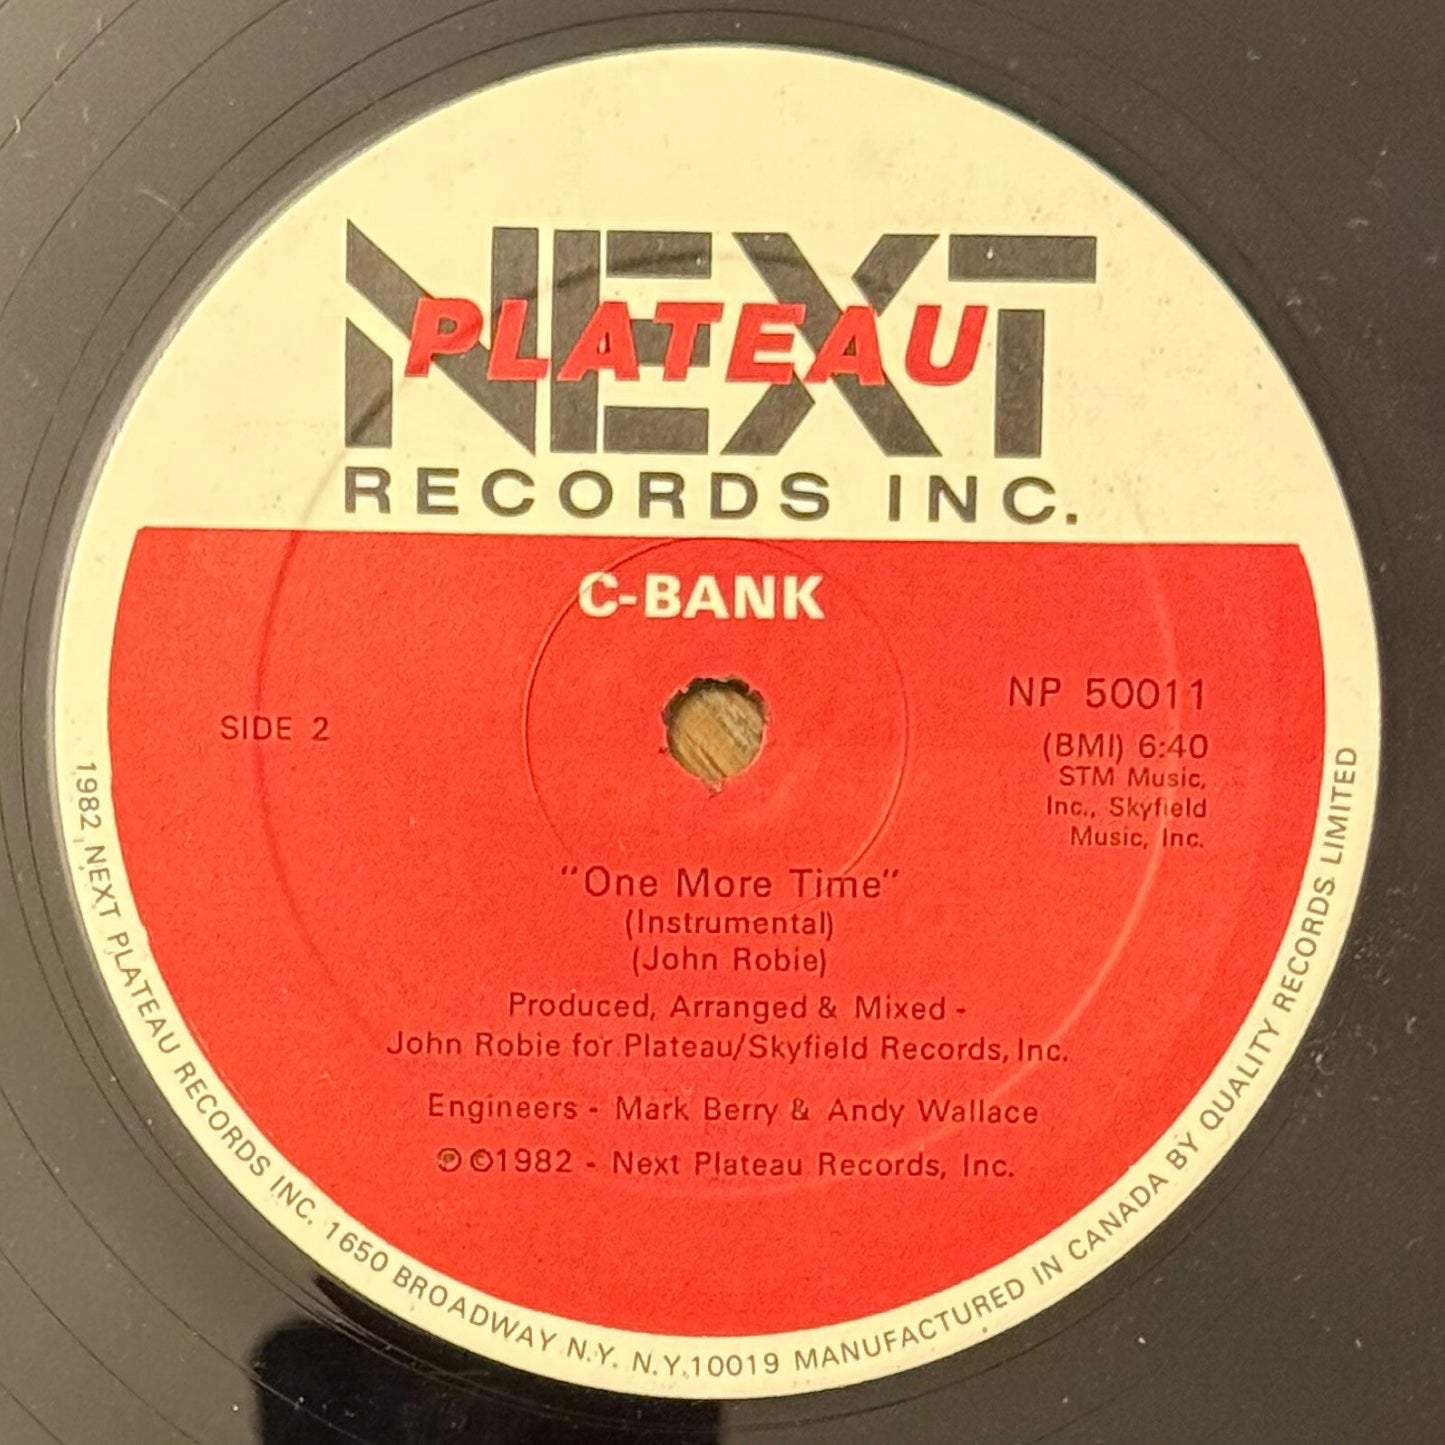 NEXT
PLATEAU
RECORDS INC.
C-BANK
SIDE 2
NP 50011
(BMI) 6:40
STM Music,
Inc., Skyfield
Music, Inc.
"One More Time"
(Instrumental)
(John Robie)
Produced, Arranged & Mixed -
John Robie for Plateau/Skyfield Records, Inc.
Engineers - Mark Berry & Andy Wallace
℗ ©1982 - Next Plateau Records, Inc.
1982 NEXT PLATEAU RECORDS INC. 1650 BROADWAY N.Y. N.Y.10019 MANUFACTURED IN CANADA BY QUALITY RECORDS LIMITED